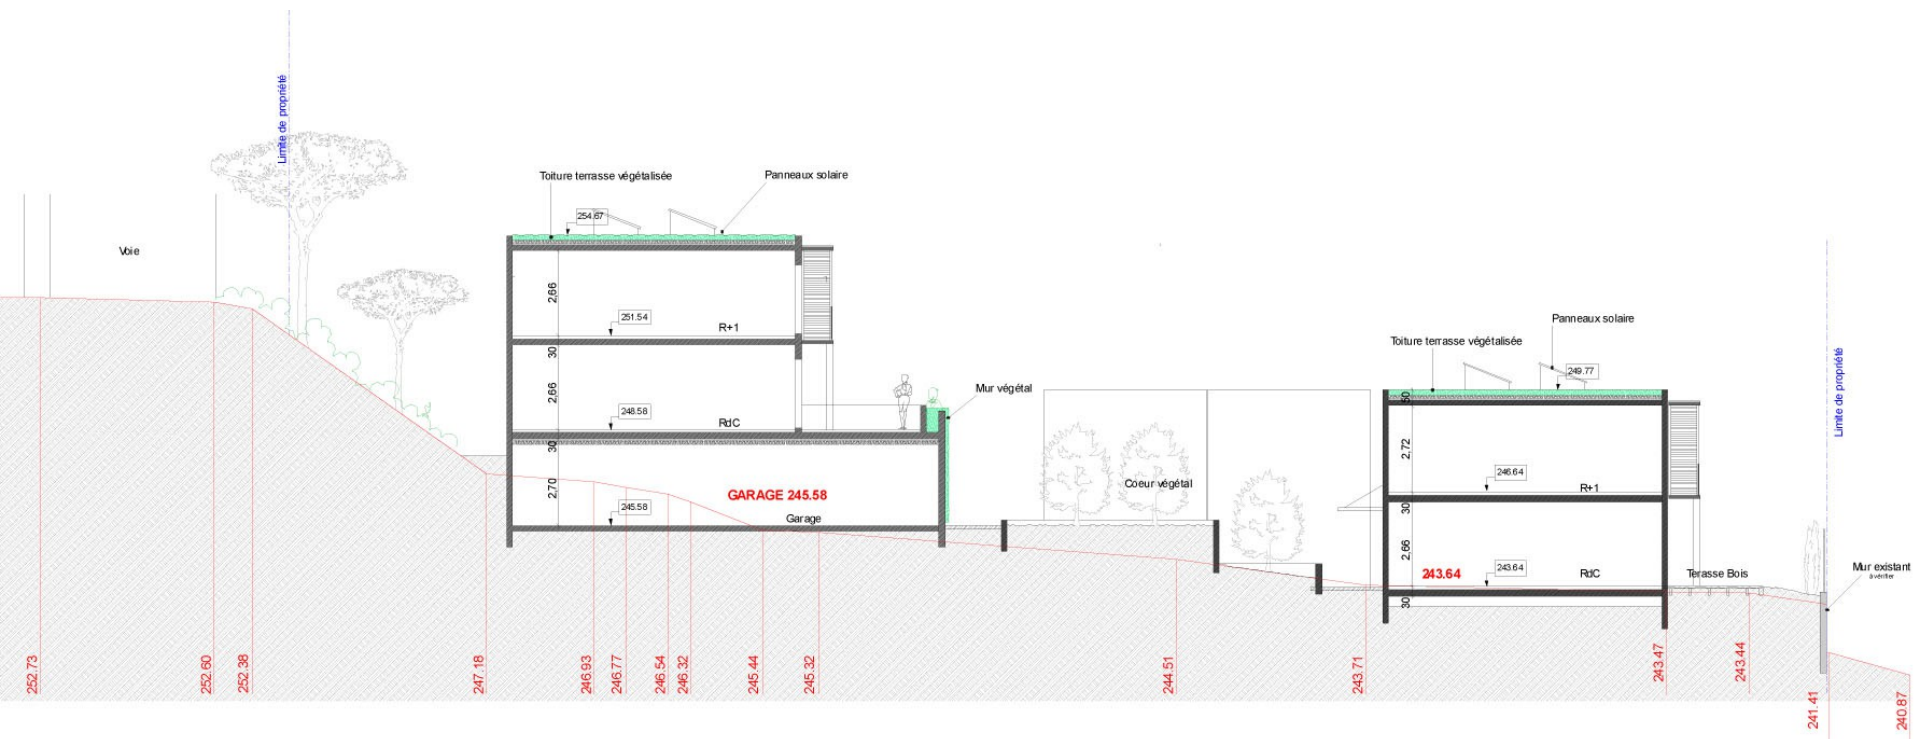 Limite de propriété
Voie
Toiture terrasse végétalisée
Panneaux solaire
254.67
2,66
251.54
R+1
30
2,66
248.58
RdC
30
Mur végétal
2,70
GARAGE 245.58
245.58
Garage
Coeur végétal
Panneaux solaire
Toiture terrasse végétalisée
249.77
50
2,72
246.64
R+1
30
2,66
243.64
243.64
RdC
30
Terasse Bois
Limite de propriété
Mur existant
à vérifier
252.73
252.60
252.38
247.18
246.93
246.77
246.54
246.32
245.44
245.32
244.51
243.71
243.47
243.44
241.41
240.87